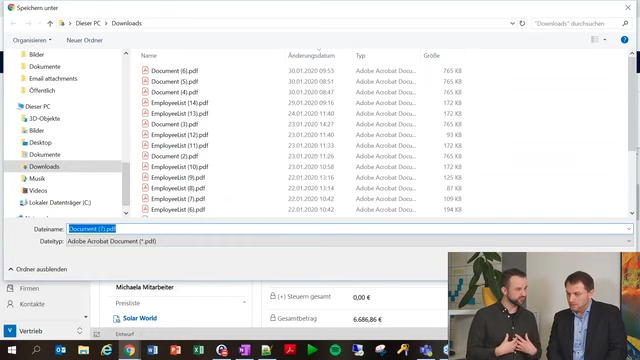 Speichern unter
Dieser PC > Downloads
"Downloads" durchsuchen
Organisieren
Neuer Ordner
Name
Änderungsdatum
Typ
Größe
Bilder
Dokumente
Email attachments
Öffentlich
Dieser PC
3D-Objekte
Bilder
Desktop
Dokumente
Downloads
Musik
Videos
Lokaler Datenträger (C:)
Document (6).pdf 30.01.2020 09:53 Adobe Acrobat Docu... 765 KB
Document (5).pdf 30.01.2020 08:51 Adobe Acrobat Docu... 765 KB
Document (4).pdf 30.01.2020 08:47 Adobe Acrobat Docu... 765 KB
EmployeeList (14).pdf 29.01.2020 09:16 Adobe Acrobat Docu... 172 KB
EmployeeList (13).pdf 24.01.2020 11:40 Adobe Acrobat Docu... 172 KB
Document (3).pdf 23.01.2020 14:27 Adobe Acrobat Docu... 765 KB
EmployeeList (12).pdf 23.01.2020 11:40 Adobe Acrobat Docu... 93 KB
EmployeeList (11).pdf 23.01.2020 11:33 Adobe Acrobat Docu... 172 KB
Document (2).pdf 23.01.2020 11:26 Adobe Acrobat Docu... 765 KB
EmployeeList (10).pdf 23.01.2020 08:58 Adobe Acrobat Docu... 172 KB
EmployeeList (9).pdf 22.01.2020 13:16 Adobe Acrobat Docu... 125 KB
EmployeeList (8).pdf 22.01.2020 13:14 Adobe Acrobat Docu... 87 KB
EmployeeList (7).pdf 22.01.2020 10:42 Adobe Acrobat Docu... 109 KB
EmployeeList (6).pdf 22.01.2020 10:42 Adobe Acrobat Docu... 194 KB
Dateiname: Document (7).pdf
Dateityp: Adobe Acrobat Document (*.pdf)
Ordner ausblenden
Firmen
Kontakte
V Vertrieb
Michaela Mitarbeiter
Preisliste
Solar World
Entwurf
(+) Steuern gesamt 0,00 €
Gesamtbetrag 6.686,86 €